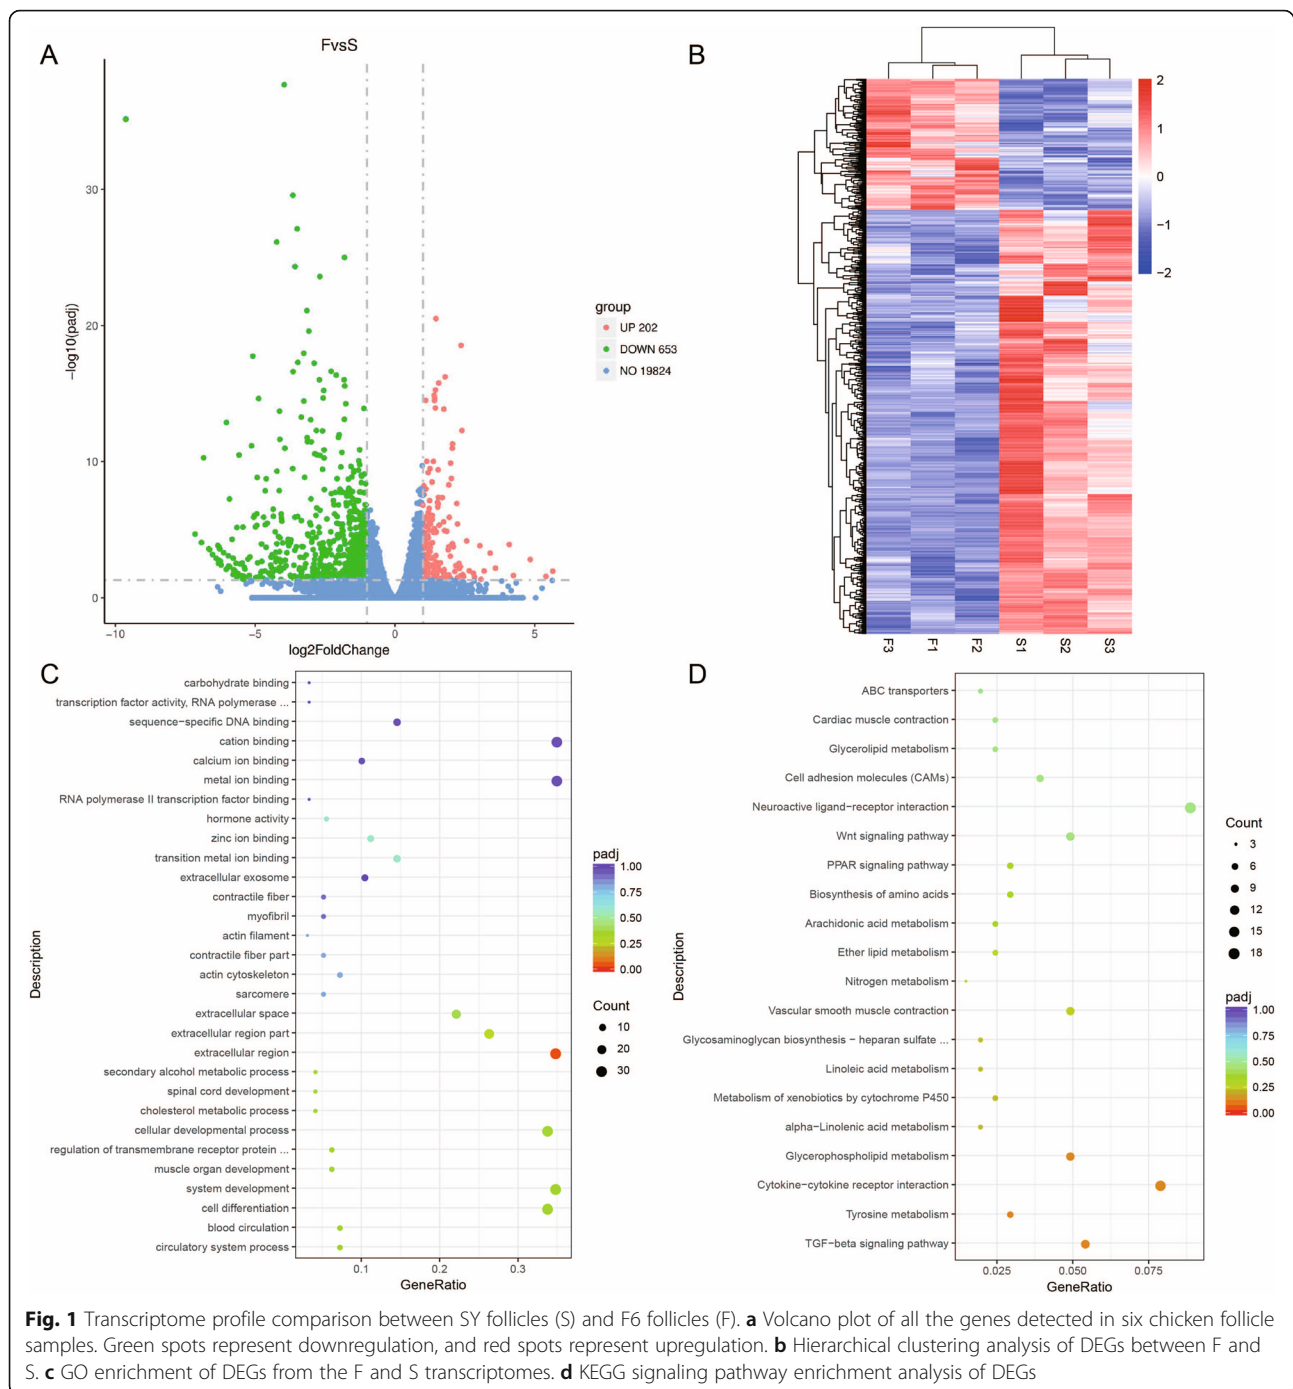 A
FvsS
30
20
10
0
−log10(padj)
−10
−5
0
5
log2FoldChange
group
UP 202
DOWN 653
NO 19824
B
2
1
0
−1
−2
F3
F1
F2
S1
S2
S3
C
carbohydrate binding
transcription factor activity, RNA polymerase ...
sequence−specific DNA binding
cation binding
calcium ion binding
metal ion binding
RNA polymerase II transcription factor binding
hormone activity
zinc ion binding
transition metal ion binding
extracellular exosome
contractile fiber
myofibril
actin filament
contractile fiber part
actin cytoskeleton
sarcomere
extracellular space
extracellular region part
extracellular region
secondary alcohol metabolic process
spinal cord development
cholesterol metabolic process
cellular developmental process
regulation of transmembrane receptor protein ...
muscle organ development
system development
cell differentiation
blood circulation
circulatory system process
Description
0.1
0.2
0.3
GeneRatio
padj
1.00
0.75
0.50
0.25
0.00
Count
10
20
30
D
ABC transporters
Cardiac muscle contraction
Glycerolipid metabolism
Cell adhesion molecules (CAMs)
Neuroactive ligand−receptor interaction
Wnt signaling pathway
PPAR signaling pathway
Biosynthesis of amino acids
Arachidonic acid metabolism
Ether lipid metabolism
Nitrogen metabolism
Vascular smooth muscle contraction
Glycosaminoglycan biosynthesis − heparan sulfate ...
Linoleic acid metabolism
Metabolism of xenobiotics by cytochrome P450
alpha−Linolenic acid metabolism
Glycerophospholipid metabolism
Cytokine−cytokine receptor interaction
Tyrosine metabolism
TGF−beta signaling pathway
Description
0.025
0.050
0.075
GeneRatio
Count
3
6
9
12
15
18
padj
1.00
0.75
0.50
0.25
0.00
Fig. 1 Transcriptome profile comparison between SY follicles (S) and F6 follicles (F). a Volcano plot of all the genes detected in six chicken follicle
samples. Green spots represent downregulation, and red spots represent upregulation. b Hierarchical clustering analysis of DEGs between F and
S. c GO enrichment of DEGs from the F and S transcriptomes. d KEGG signaling pathway enrichment analysis of DEGs